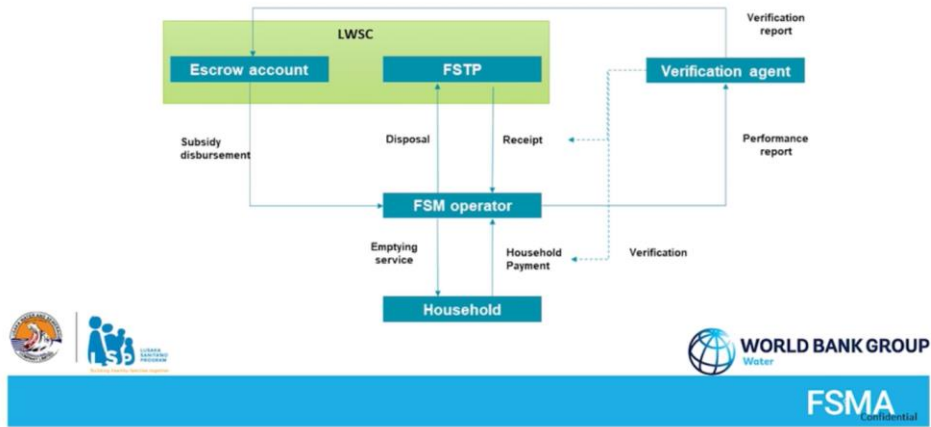 Verification
report
LWSC
Escrow account
FSTP
Verification agent
Subsidy
disbursement
Disposal
Receipt
Performance
report
FSM operator
Emptying
service
Household
Payment
Verification
Household
LSP
LUSAKA
SANITATION
PROGRAM
WORLD BANK GROUP
Water
FSMA
Confidential